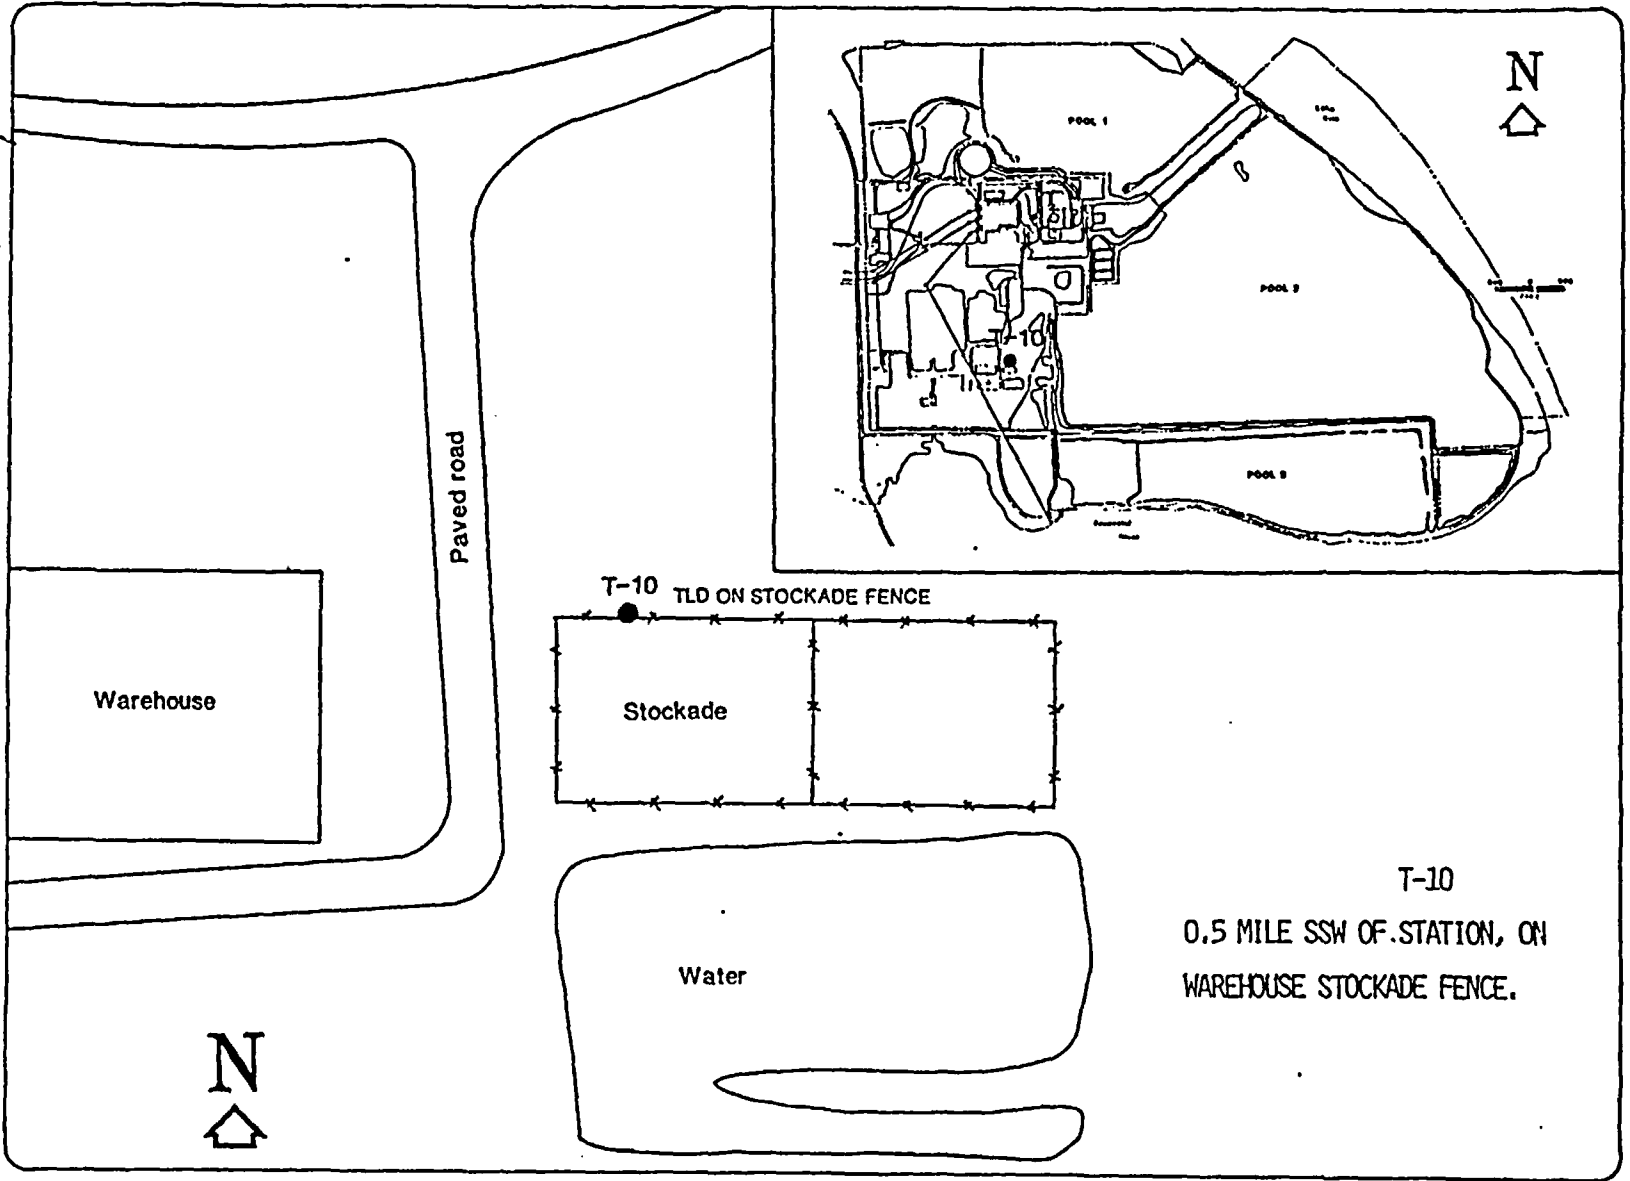 N
POOL 1
POOL 2
T-10
POOL 3
Paved road
T-10 TLD ON STOCKADE FENCE
Warehouse
Stockade
Water
T-10
0.5 MILE SSW OF.STATION, ON
WAREHOUSE STOCKADE FENCE.
N